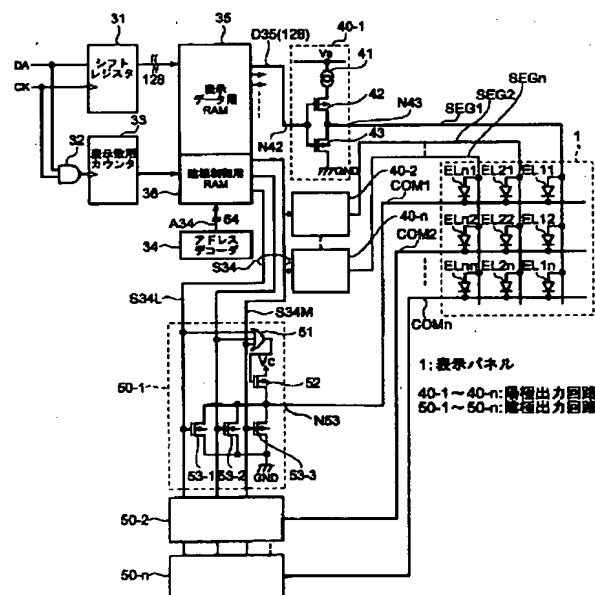 31
35
D35(128)
40-1
DA
シフト
レジスタ
128
表示
データ用
RAM
Vs
41
CK
33
42
SEGn
SEG2
SEG1
N43
43
N42
32
表示数用
カウンタ
陰極制御用
RAM
GND
1
36
A34
64
40-2
COM1
ELn1
EL21
EL11
34
アドレス
デコーダ
S34
40-n
COM2
ELn2
EL22
EL12
ELnn
EL2n
EL1n
S34L
S34M
COMn
51
Vc
50-1
52
N53
1:表示パネル
40-1~40-n:陽極出力回路
50-1~50-n:陰極出力回路
53-1
53-2
GND
53-3
50-2
50-n